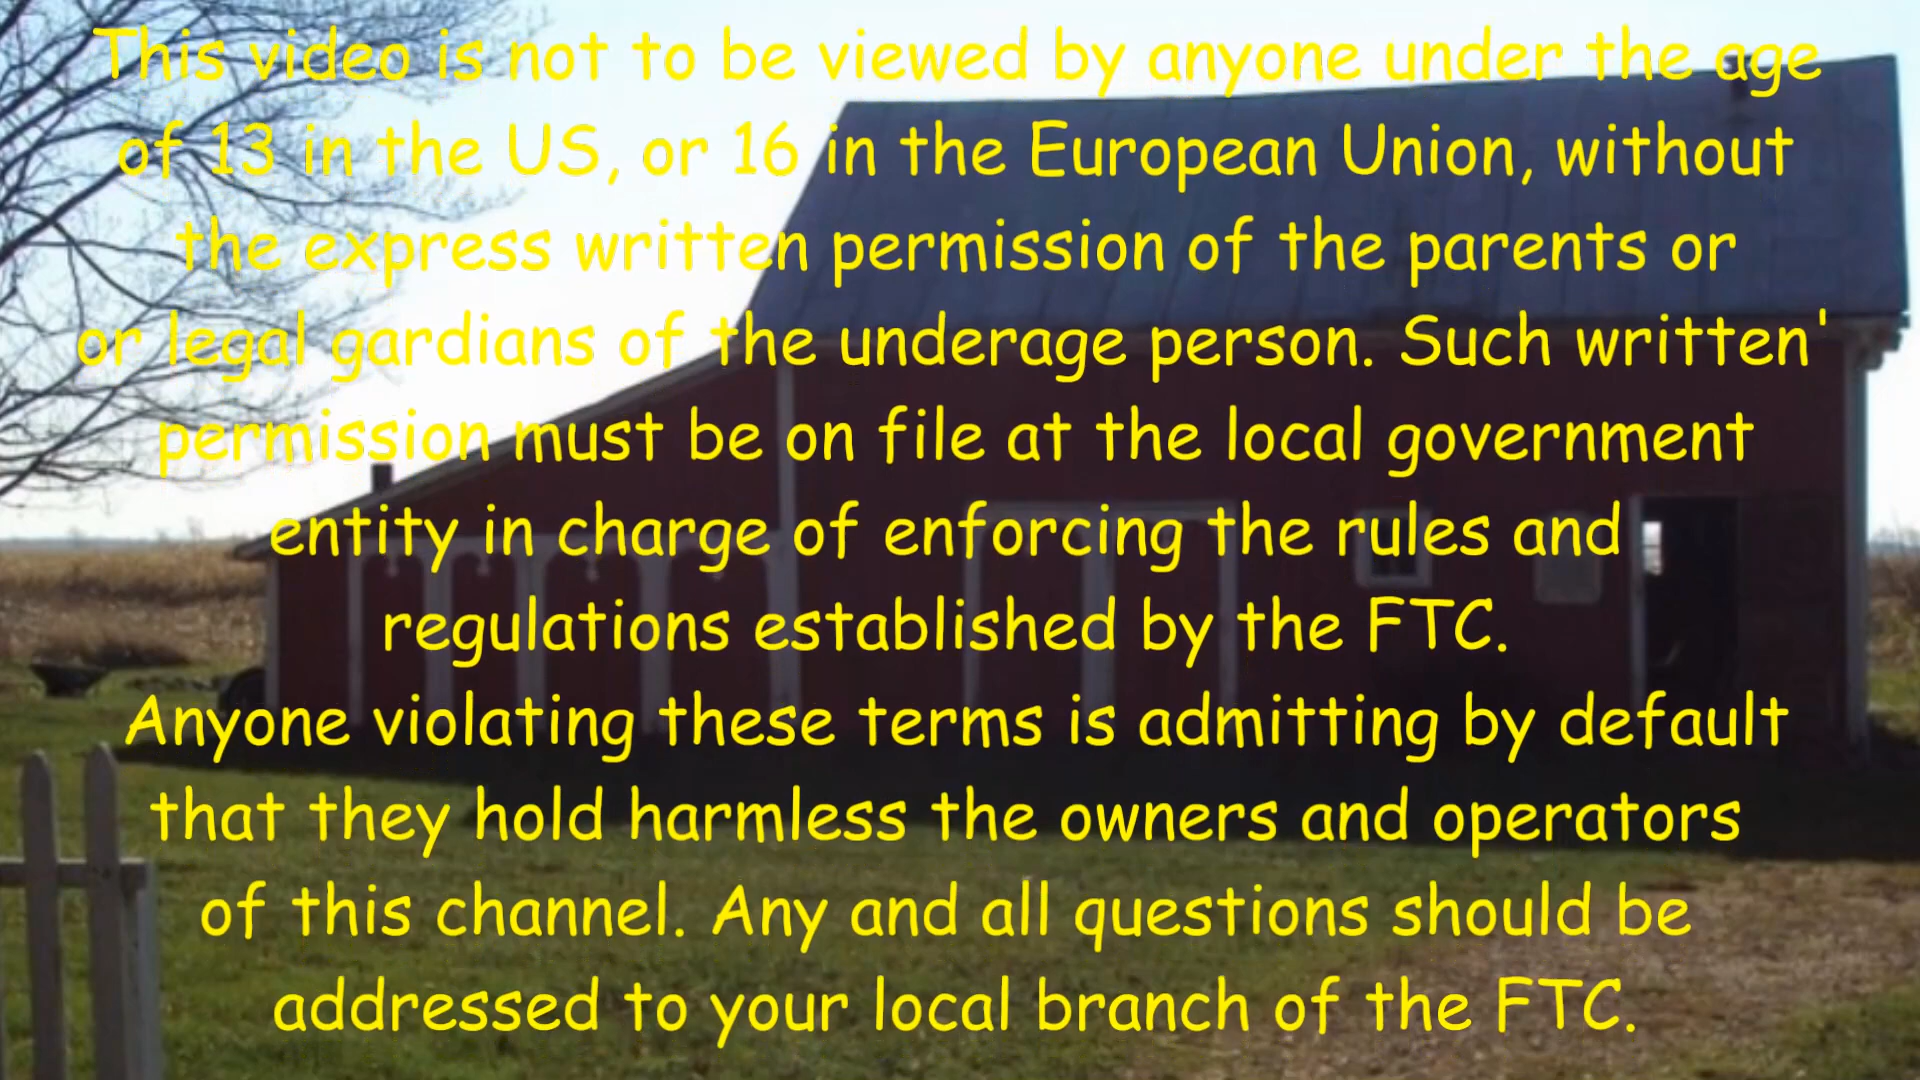 This video is not to be viewed by anyone under the age
of 13 in the US, or 16 in the European Union, without
the express written permission of the parents or
or legal gardians of the underage person. Such written'
permission must be on file at the local government
entity in charge of enforcing the rules and
regulations established by the FTC.
Anyone violating these terms is admitting by default
that they hold harmless the owners and operators
of this channel. Any and all questions should be
addressed to your local branch of the FTC.